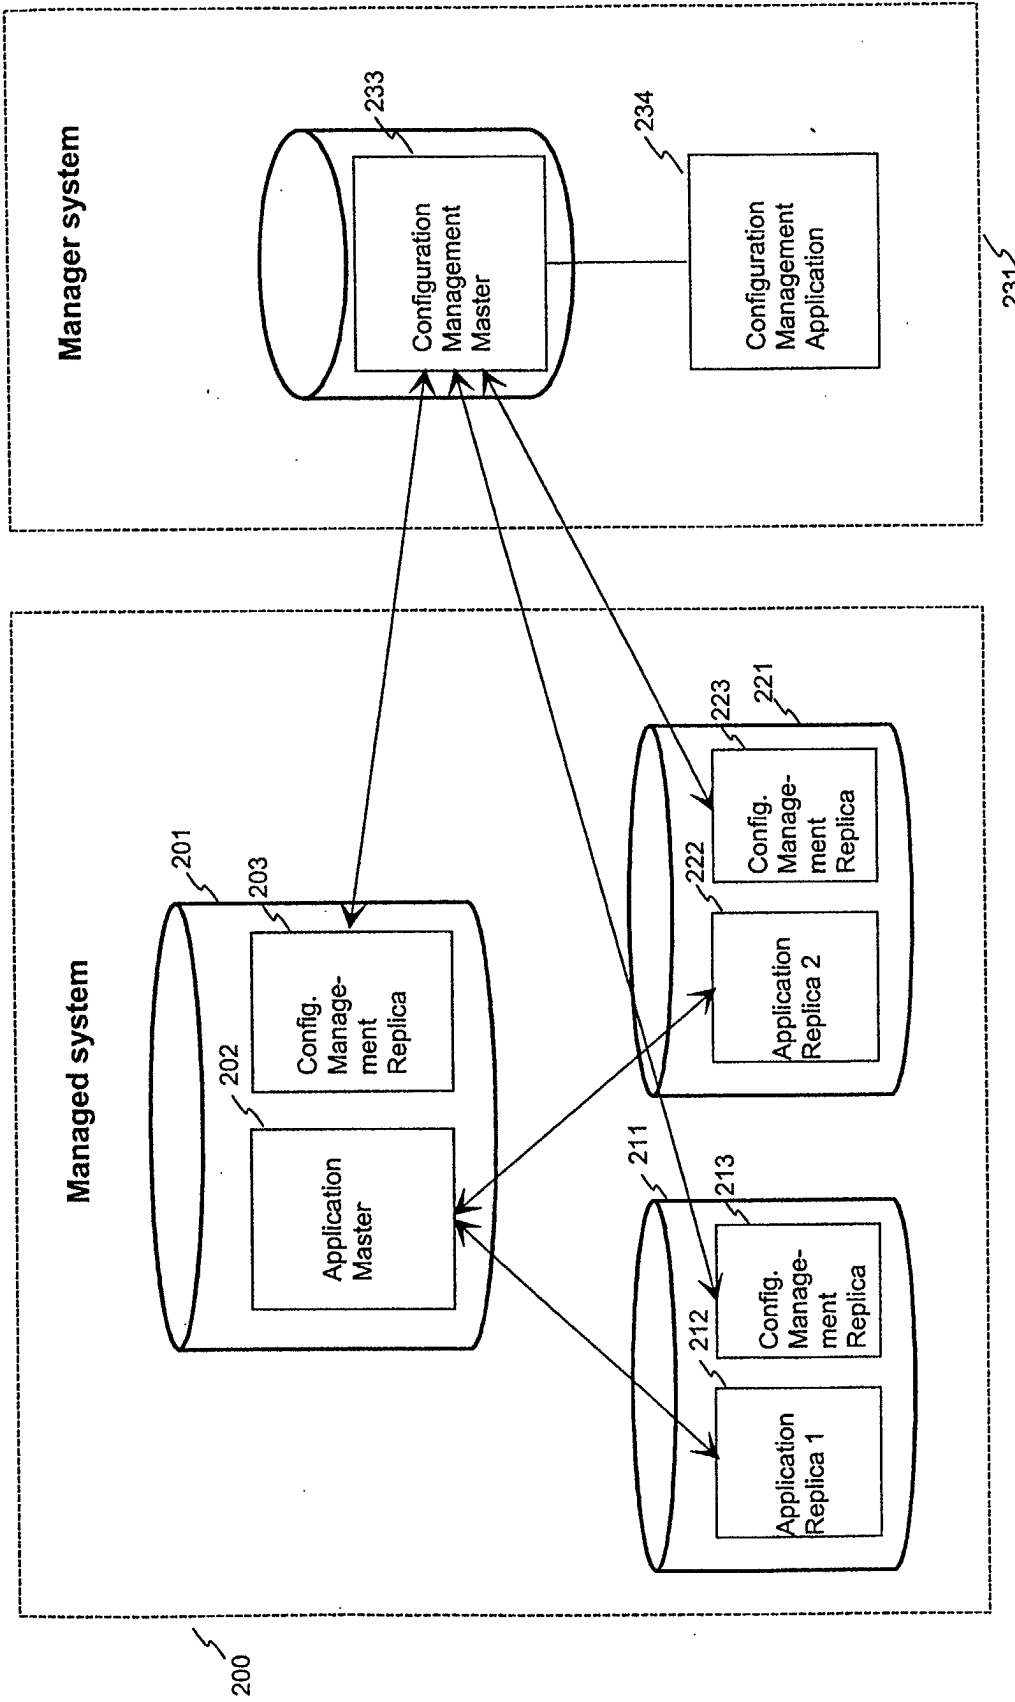 Managed system
Manager system
200
201
202
203
Application
Master
Config.
Manage-
ment
Replica
211
212
213
Application
Replica 1
Config.
Manage-
ment
Replica
221
222
223
Application
Replica 2
Config.
Manage-
ment
Replica
233
Configuration
Management
Master
234
Configuration
Management
Application
231